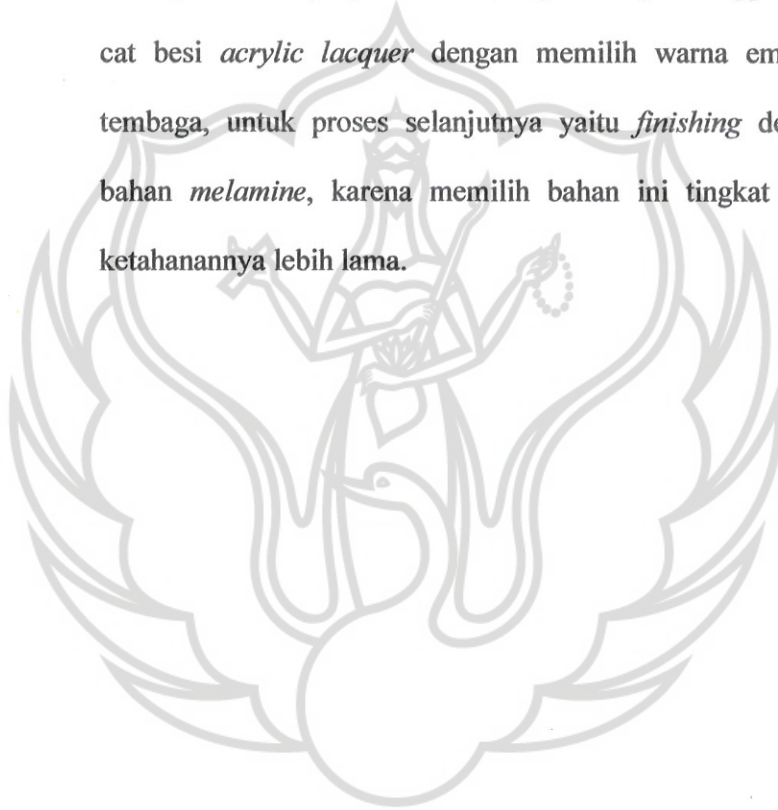 cat besi acrylic lacquer dengan memilih warna em
tembaga, untuk proses selanjutnya yaitu finishing de
bahan melamine, karena memilih bahan ini tingkat
ketahanannya lebih lama.